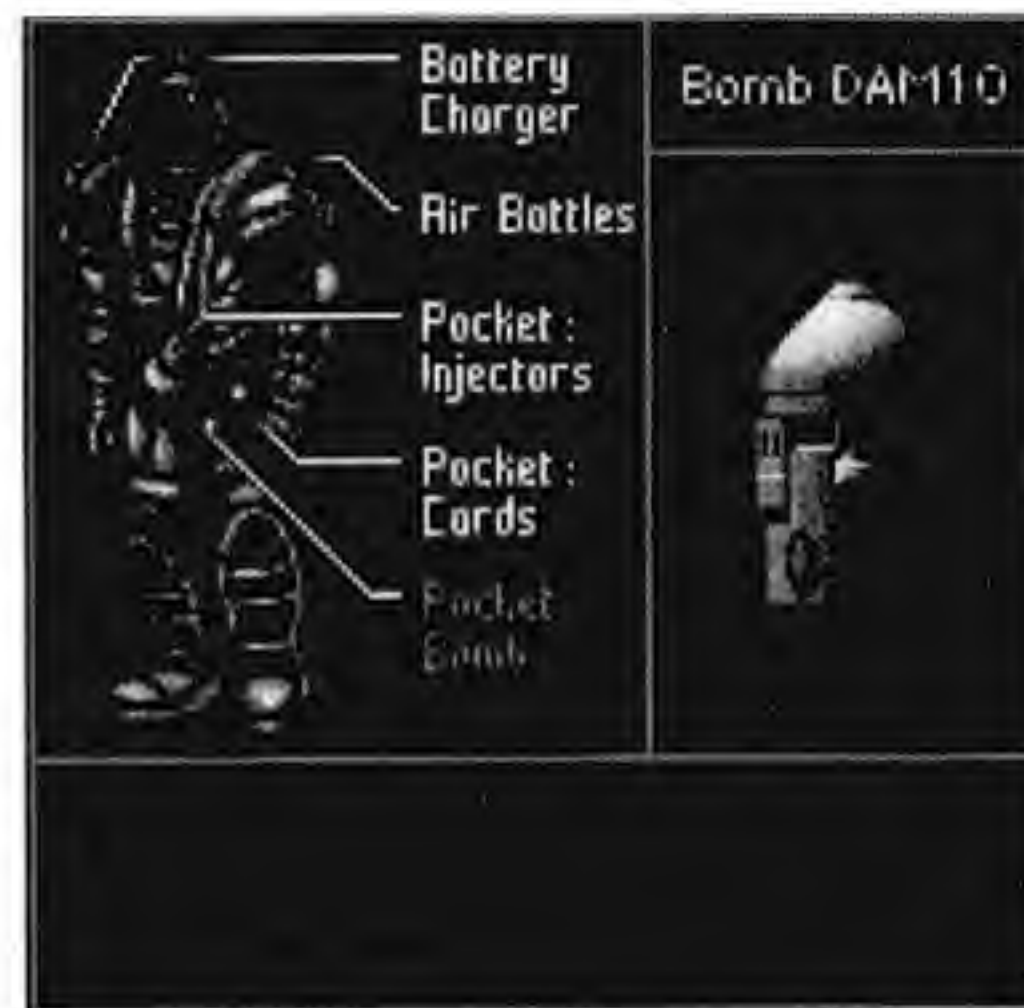 Battery
Charger
Air Bottles
Pocket :
Injectors
Pocket :
Cards
Pocket
Bomb
Bomb DAM10